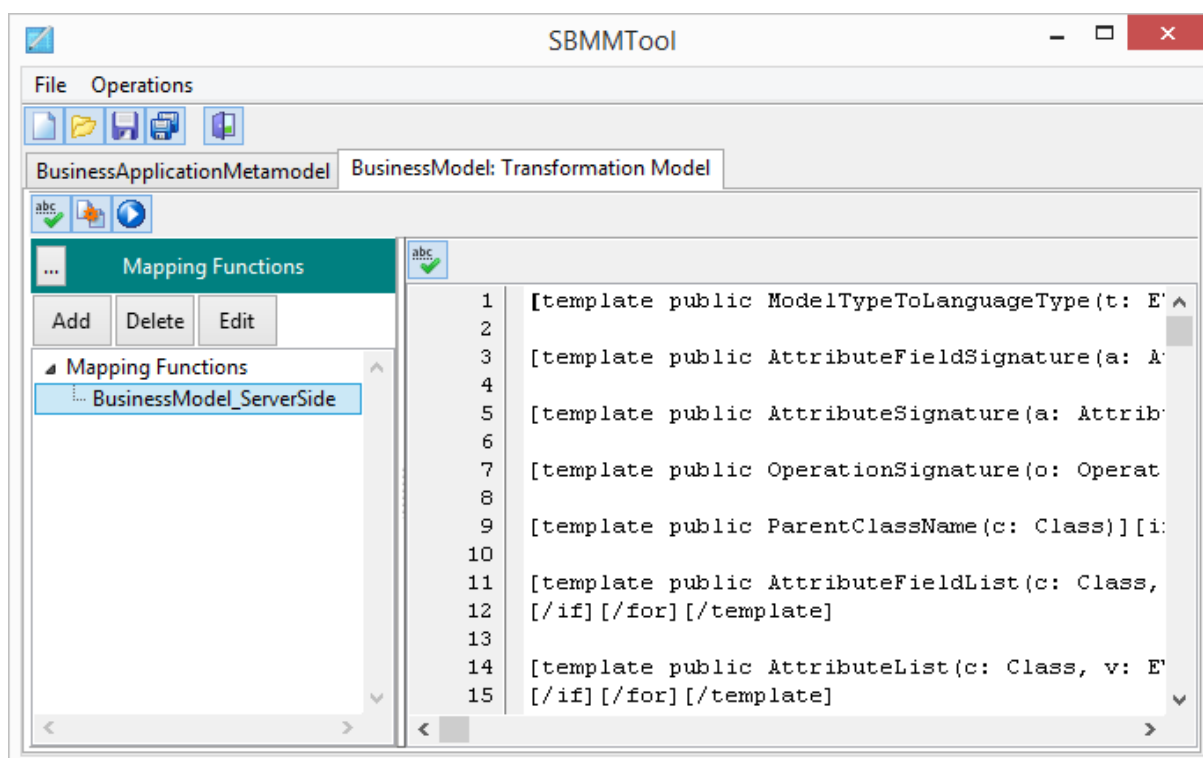 SBMMTool
File Operations
BusinessApplicationMetamodel BusinessModel: Transformation Model
abc
... Mapping Functions
abc
Add Delete Edit
Mapping Functions
BusinessModel_ServerSide
1 [template public ModelTypeToLanguageType(t: E
2
3 [template public AttributeFieldSignature(a: A
4
5 [template public AttributeSignature(a: Attrib
6
7 [template public OperationSignature(o: Operat
8
9 [template public ParentClassName(c: Class)][i
10
11 [template public AttributeFieldList(c: Class,
12 [/if][/for][/template]
13
14 [template public AttributeList(c: Class, v: E
15 [/if][/for][/template]